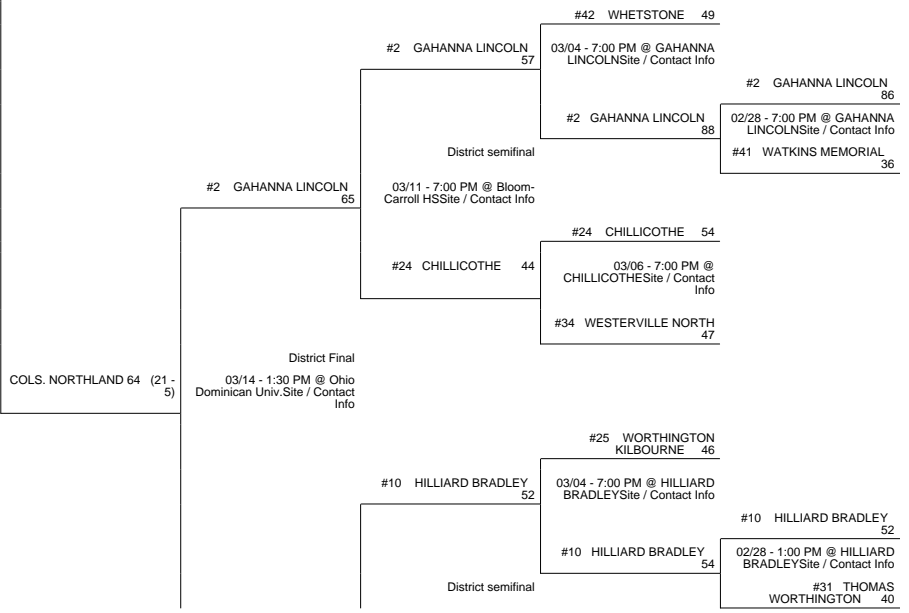 #42 WHETSTONE 49
#2 GAHANNA LINCOLN
57
03/04 - 7:00 PM @ GAHANNA
LINCOLNSite / Contact Info
#2 GAHANNA LINCOLN
86
#2 GAHANNA LINCOLN
88
02/28 - 7:00 PM @ GAHANNA
LINCOLNSite / Contact Info
District semifinal
#41 WATKINS MEMORIAL
36
#2 GAHANNA LINCOLN
65
03/11 - 7:00 PM @ Bloom-
Carroll HSSite / Contact Info
#24 CHILLICOTHE 54
#24 CHILLICOTHE 44
03/06 - 7:00 PM @
CHILLICOTHESite / Contact
Info
#34 WESTERVILLE NORTH
47
District Final
COLS. NORTHLAND 64 (21 -
5)
03/14 - 1:30 PM @ Ohio
Dominican Univ.Site / Contact
Info
#25 WORTHINGTON
KILBOURNE 46
#10 HILLIARD BRADLEY
52
03/04 - 7:00 PM @ HILLIARD
BRADLEYSite / Contact Info
#10 HILLIARD BRADLEY
52
#10 HILLIARD BRADLEY
54
02/28 - 1:00 PM @ HILLIARD
BRADLEYSite / Contact Info
District semifinal
#31 THOMAS
WORTHINGTON 40